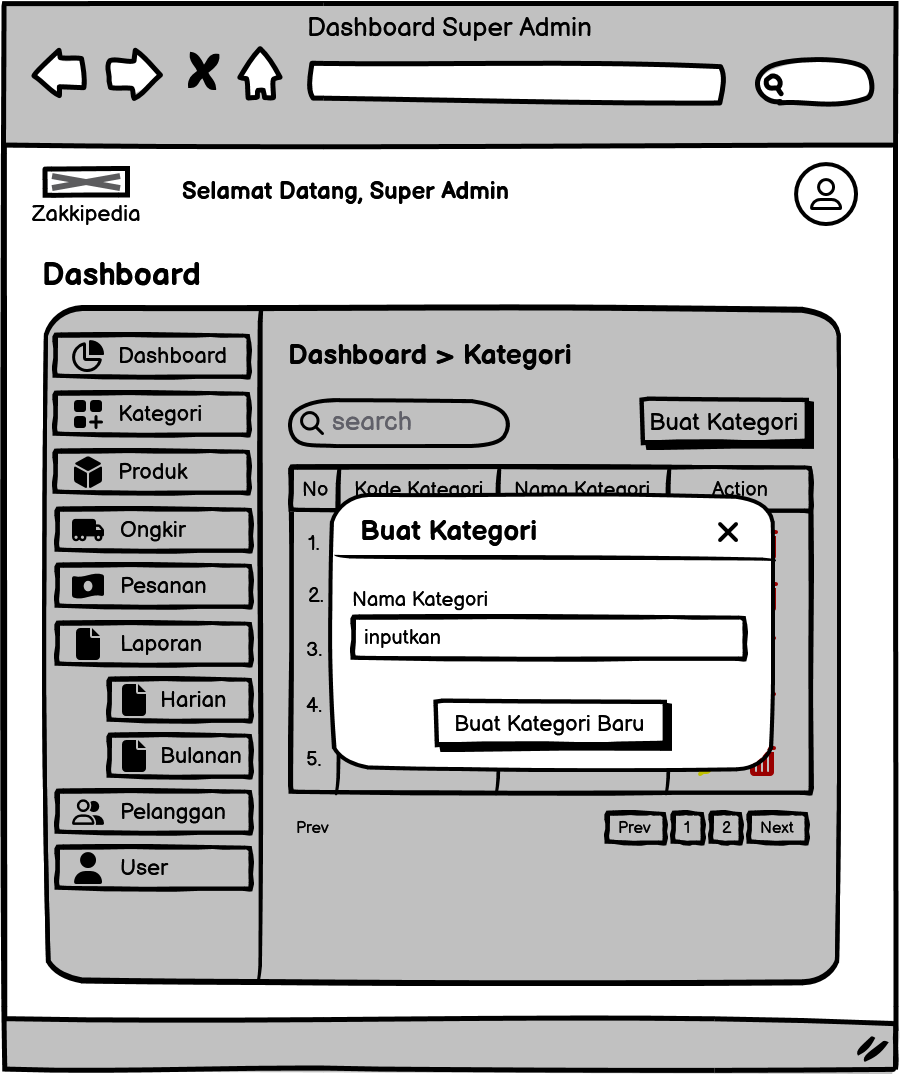 Dashboard Super Admin
Zakkipedia
Selamat Datang, Super Admin
Dashboard
Dashboard
Kategori
Produk
Ongkir
Pesanan
Laporan
Harian
Bulanan
Pelanggan
User
Dashboard > Kategori
search
Buat Kategori
No Kode Kategori Nama Kategori Action
1.
2.
3.
4.
5.
Buat Kategori
Nama Kategori
inputkan
Buat Kategori Baru
Prev
Prev 1 2 Next